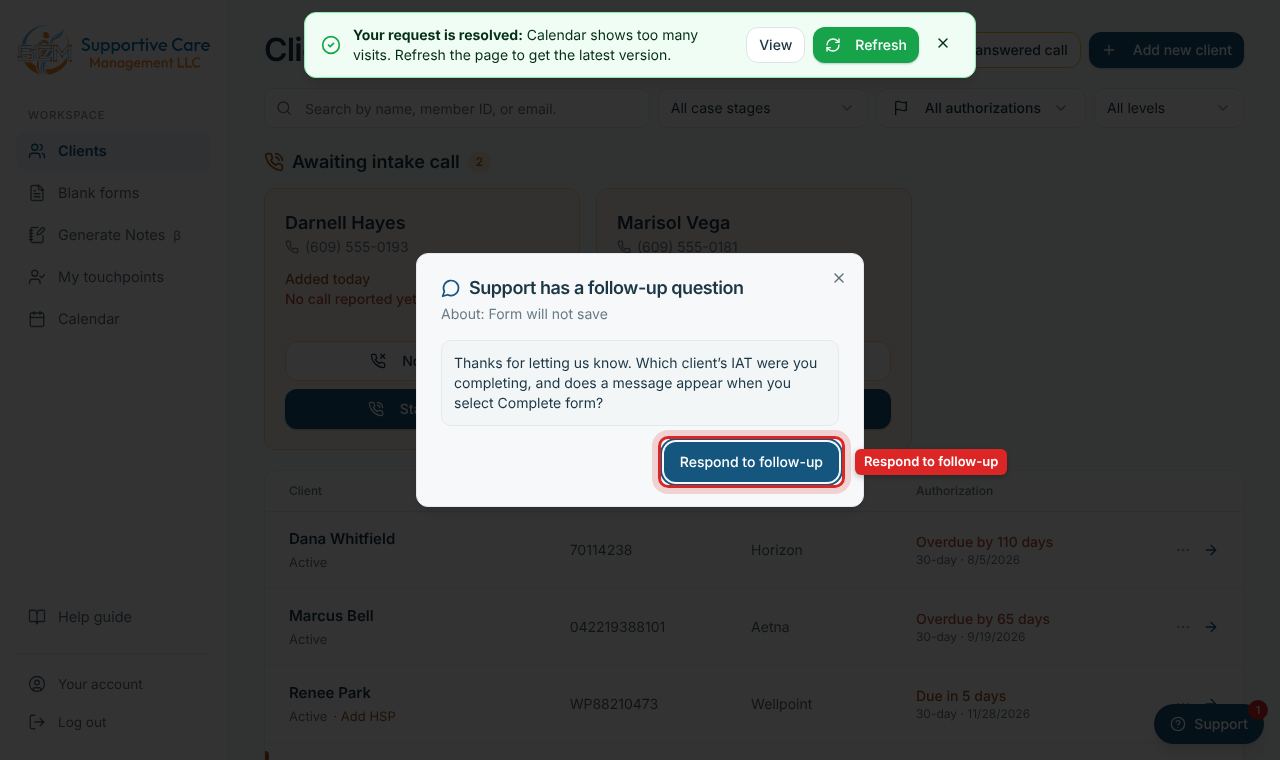 Your request is resolved: Calendar shows too many
visits. Refresh the page to get the latest version.
View
Refresh
Supportive Care
Management LLC
Cli
answered call
Add new client
WORKSPACE
Clients
Blank forms
Generate Notes β
My touchpoints
Calendar
Help guide
Your account
Log out
Search by name, member ID, or email.
All case stages
All authorizations
All levels
Awaiting intake call 2
Darnell Hayes
(609) 555-0193
Added today
No call reported yet
No
Sta
Marisol Vega
(609) 555-0181
Support has a follow-up question
About: Form will not save
Thanks for letting us know. Which client’s IAT were you
completing, and does a message appear when you
select Complete form?
Respond to follow-up
Respond to follow-up
Client
Authorization
Dana Whitfield
Active
70114238
Horizon
Overdue by 110 days
30-day · 8/5/2026
Marcus Bell
Active
042219388101
Aetna
Overdue by 65 days
30-day · 9/19/2026
Renee Park
Active · Add HSP
WP88210473
Wellpoint
Due in 5 days
30-day · 11/28/2026
Support
1